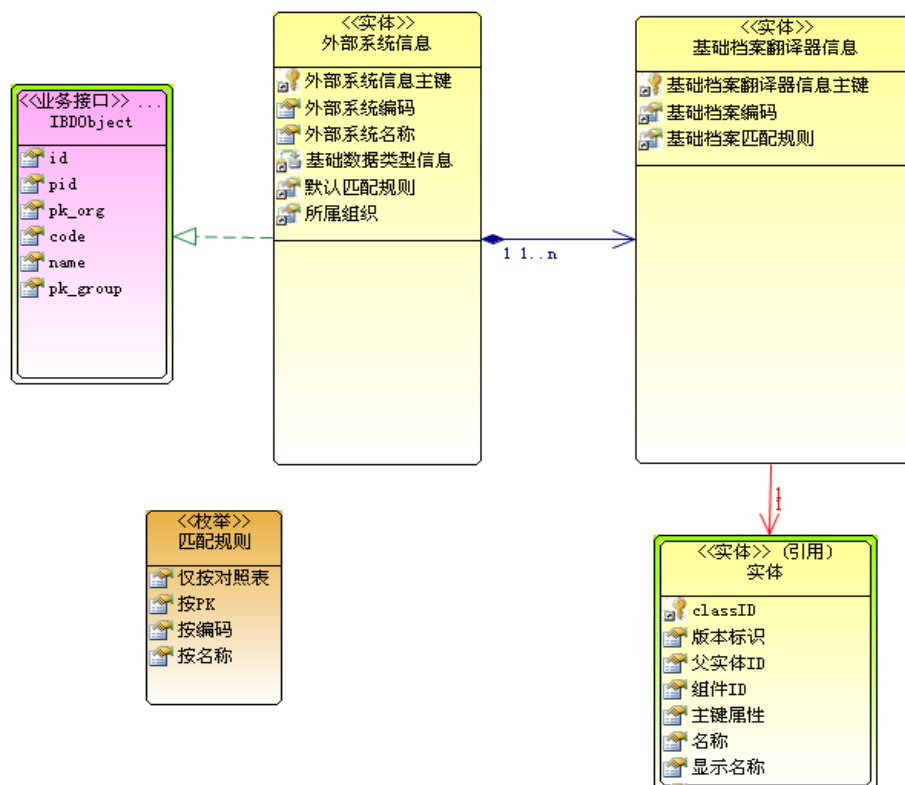 <<业务接口>> ...
IBDObject
id
pid
pk_org
code
name
pk_group
<<实体>>
外部系统信息
外部系统信息主键
外部系统编码
外部系统名称
基础数据类型信息
默认匹配规则
所属组织
1 1..n
<<实体>>
基础档案翻译器信息
基础档案翻译器信息主键
基础档案编码
基础档案匹配规则
1
1
<<枚举>>
匹配规则
仅按对照表
按PK
按编码
按名称
<<实体>> (引用)
实体
classID
版本标识
父实体ID
组件ID
主键属性
名称
显示名称